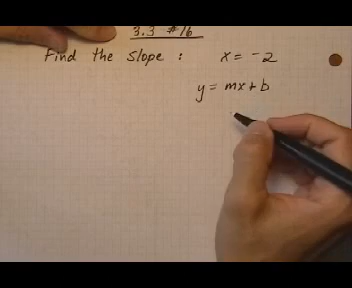 3.3 #16
Find the slope : x = -2
y = mx + b